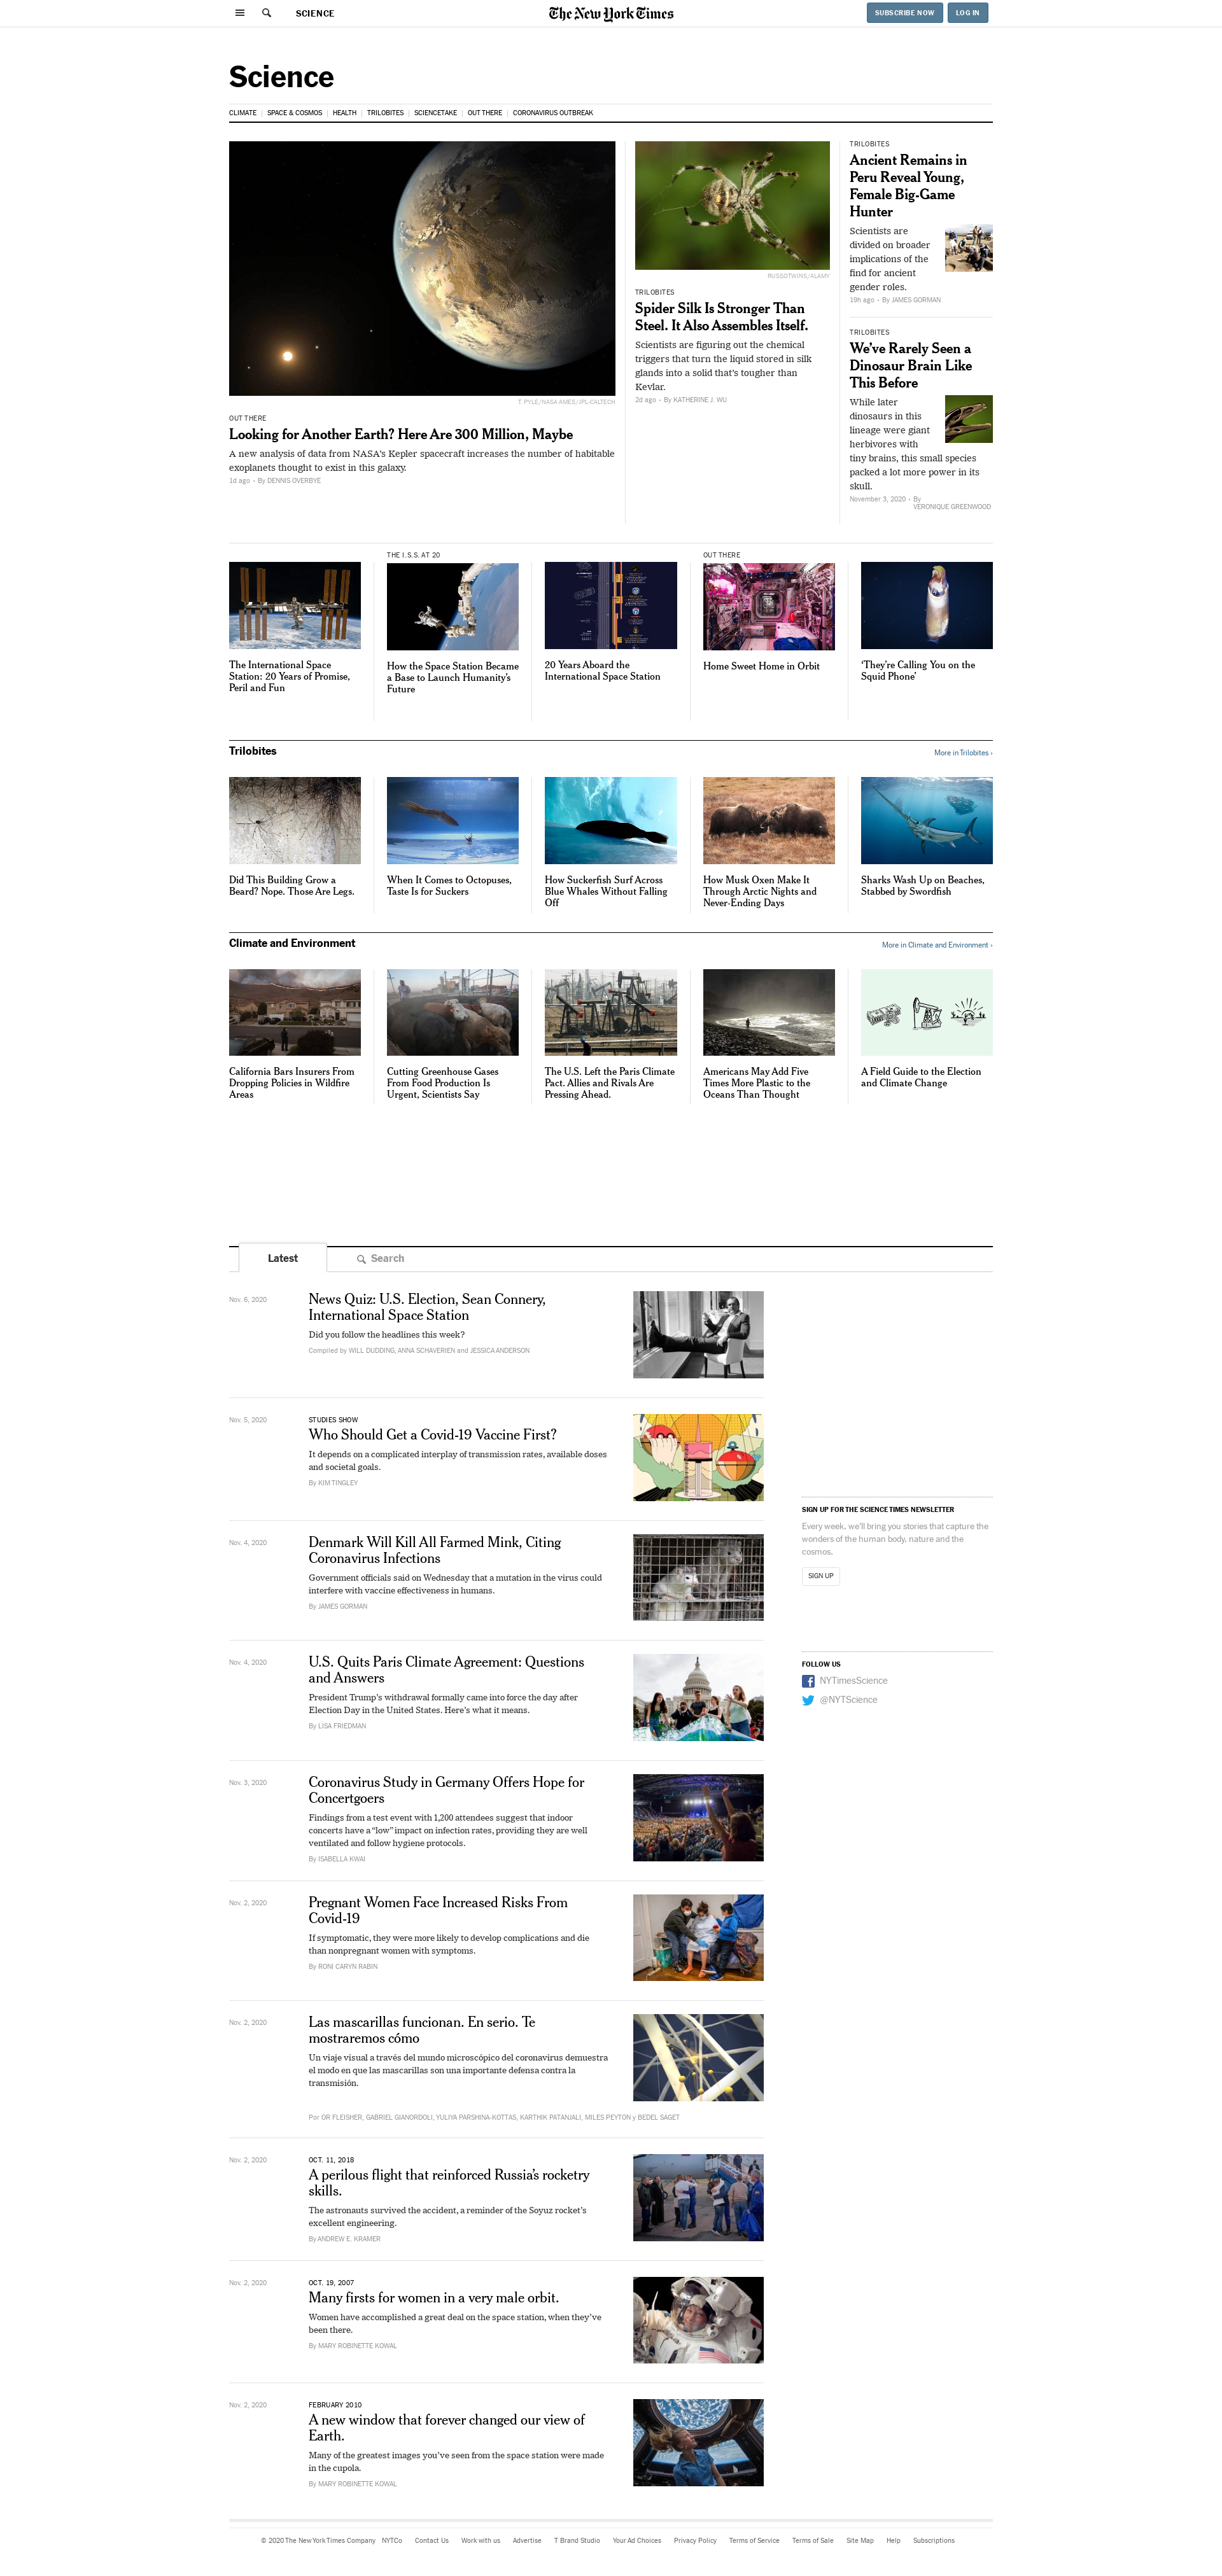 SCIENCE
The New York Times
SUBSCRIBE NOW
LOG IN
Science
CLIMATE
SPACE & COSMOS
HEALTH
TRILOBITES
SCIENCETAKE
OUT THERE
CORONAVIRUS OUTBREAK
T. PYLE/NASA AMES/JPL-CALTECH
OUT THERE
Looking for Another Earth? Here Are 300 Million, Maybe
A new analysis of data from NASA's Kepler spacecraft increases the number of habitable
exoplanets thought to exist in this galaxy.
1d ago • By DENNIS OVERBYE
RUSSOTWINS/ALAMY
TRILOBITES
Spider Silk Is Stronger Than
Steel. It Also Assembles Itself.
Scientists are figuring out the chemical
triggers that turn the liquid stored in silk
glands into a solid that's tougher than
Kevlar.
2d ago • By KATHERINE J. WU
TRILOBITES
Ancient Remains in
Peru Reveal Young,
Female Big-Game
Hunter
Scientists are
divided on broader
implications of the
find for ancient
gender roles.
19h ago • By JAMES GORMAN
TRILOBITES
We've Rarely Seen a
Dinosaur Brain Like
This Before
While later
dinosaurs in this
lineage were giant
herbivores with
tiny brains, this small species
packed a lot more power in its
skull.
November 3, 2020 • By
VERONIQUE GREENWOOD
The International Space
Station: 20 Years of Promise,
Peril and Fun
THE I.S.S. AT 20
How the Space Station Became
a Base to Launch Humanity's
Future
20 Years Aboard the
International Space Station
OUT THERE
Home Sweet Home in Orbit
‘They're Calling You on the
Squid Phone’
Trilobites
More in Trilobites ›
Did This Building Grow a
Beard? Nope. Those Are Legs.
When It Comes to Octopuses,
Taste Is for Suckers
How Suckerfish Surf Across
Blue Whales Without Falling
Off
How Musk Oxen Make It
Through Arctic Nights and
Never-Ending Days
Sharks Wash Up on Beaches,
Stabbed by Swordfish
Climate and Environment
More in Climate and Environment ›
California Bars Insurers From
Dropping Policies in Wildfire
Areas
Cutting Greenhouse Gases
From Food Production Is
Urgent, Scientists Say
The U.S. Left the Paris Climate
Pact. Allies and Rivals Are
Pressing Ahead.
Americans May Add Five
Times More Plastic to the
Oceans Than Thought
A Field Guide to the Election
and Climate Change
Latest
Search
Nov. 6, 2020
News Quiz: U.S. Election, Sean Connery,
International Space Station
Did you follow the headlines this week?
Compiled by WILL DUDDING, ANNA SCHAVERIEN and JESSICA ANDERSON
Nov. 5, 2020
STUDIES SHOW
Who Should Get a Covid-19 Vaccine First?
It depends on a complicated interplay of transmission rates, available doses
and societal goals.
By KIM TINGLEY
Nov. 4, 2020
Denmark Will Kill All Farmed Mink, Citing
Coronavirus Infections
Government officials said on Wednesday that a mutation in the virus could
interfere with vaccine effectiveness in humans.
By JAMES GORMAN
Nov. 4, 2020
U.S. Quits Paris Climate Agreement: Questions
and Answers
President Trump's withdrawal formally came into force the day after
Election Day in the United States. Here's what it means.
By LISA FRIEDMAN
Nov. 3, 2020
Coronavirus Study in Germany Offers Hope for
Concertgoers
Findings from a test event with 1,200 attendees suggest that indoor
concerts have a “low” impact on infection rates, providing they are well
ventilated and follow hygiene protocols.
By ISABELLA KWAI
Nov. 2, 2020
Pregnant Women Face Increased Risks From
Covid-19
If symptomatic, they were more likely to develop complications and die
than nonpregnant women with symptoms.
By RONI CARYN RABIN
Nov. 2, 2020
Las mascarillas funcionan. En serio. Te
mostraremos cómo
Un viaje visual a través del mundo microscópico del coronavirus demuestra
el modo en que las mascarillas son una importante defensa contra la
transmisión.
Por OR FLEISHER, GABRIEL GIANORDOLI, YULIYA PARSHINA-KOTTAS, KARTHIK PATANJALI, MILES PEYTON y BEDEL SAGET
Nov. 2, 2020
OCT. 11, 2018
A perilous flight that reinforced Russia's rocketry
skills.
The astronauts survived the accident, a reminder of the Soyuz rocket's
excellent engineering.
By ANDREW E. KRAMER
Nov. 2, 2020
OCT. 19, 2007
Many firsts for women in a very male orbit.
Women have accomplished a great deal on the space station, when they've
been there.
By MARY ROBINETTE KOWAL
Nov. 2, 2020
FEBRUARY 2010
A new window that forever changed our view of
Earth.
Many of the greatest images you've seen from the space station were made
in the cupola.
By MARY ROBINETTE KOWAL
SIGN UP FOR THE SCIENCE TIMES NEWSLETTER
Every week, we'll bring you stories that capture the
wonders of the human body, nature and the
cosmos.
SIGN UP
FOLLOW US
NYTimesScience
@NYTScience
© 2020 The New York Times Company
NYTCo
Contact Us
Work with us
Advertise
T Brand Studio
Your Ad Choices
Privacy Policy
Terms of Service
Terms of Sale
Site Map
Help
Subscriptions